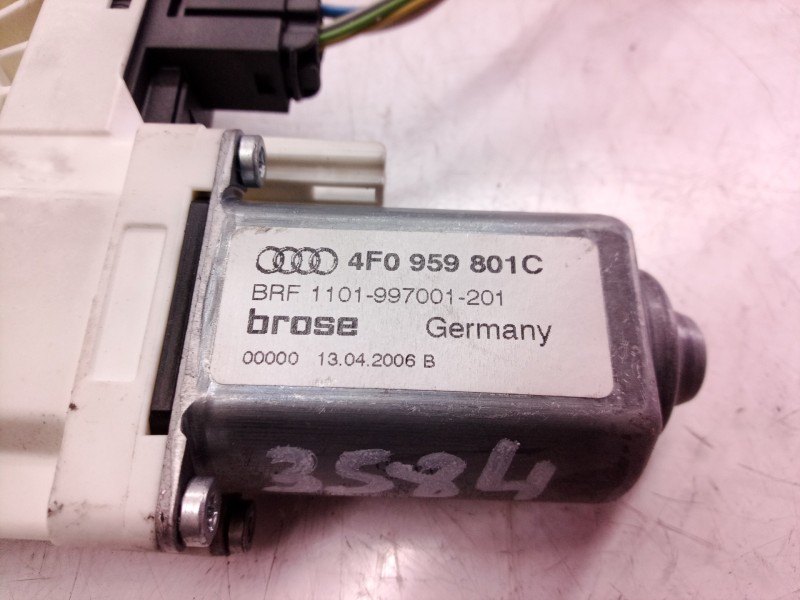 4F0 959 801C
BRF 1101-997001-201
brose Germany
00000 13.04.2006 B
3584